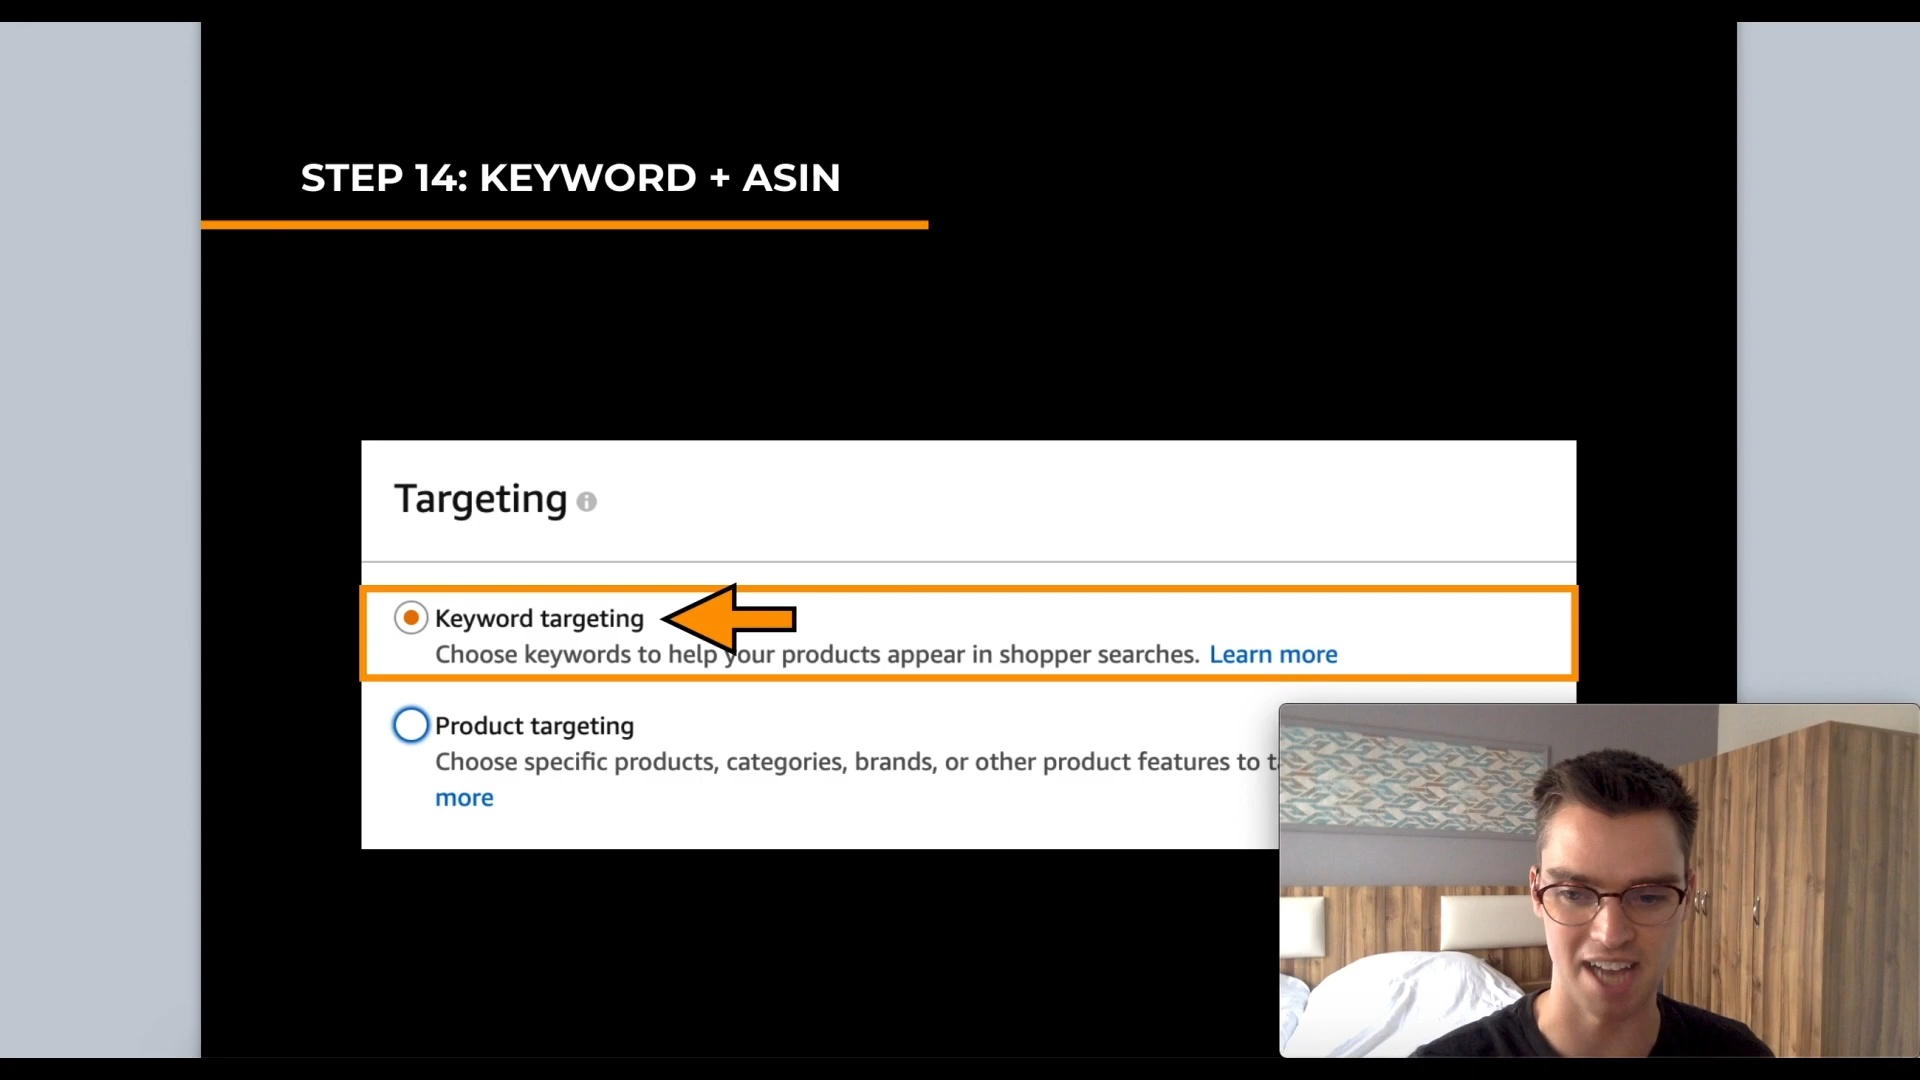 STEP 14: KEYWORD + ASIN
Targeting
Keyword targeting
Choose keywords to help your products appear in shopper searches. Learn more
Product targeting
Choose specific products, categories, brands, or other product features to
more